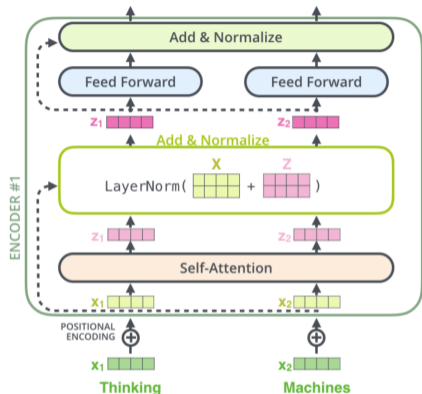 Add & Normalize
Feed Forward Feed Forward
z1 z2
Add & Normalize
X Z
LayerNorm( + )
ENCODER #1
z1 z2
Self-Attention
x1 x2
POSITIONAL
ENCODING
x1 x2
Thinking Machines